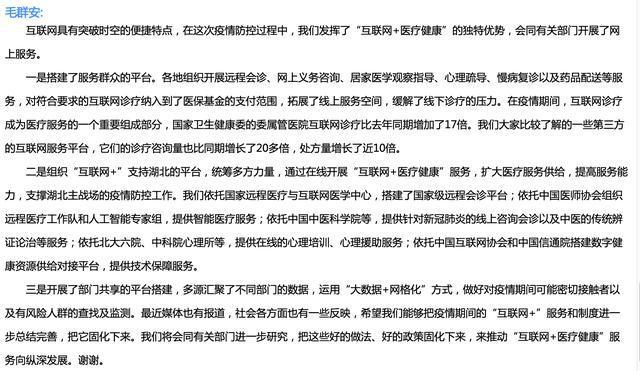 毛群安:
互联网具有突破时空的便捷特点，在这次疫情防控过程中，我们发挥了“互联网+医疗健康”的独特优势，会同有关部门开展了网
上服务。
一是搭建了服务群众的平台。各地组织开展远程会诊、网上义务咨询、居家医学观察指导、心理疏导、慢病复诊以及药品配送等服
务，对符合要求的互联网诊疗纳入到了医保基金的支付范围，拓展了线上服务空间，缓解了线下诊疗的压力。在疫情期间，互联网诊疗
成为医疗服务的一个重要组成部分，国家卫生健康委的委属管医院互联网诊疗比去年同期增加了17倍。我们大家比较了解的一些第三方
的互联网服务平台，它们的诊疗咨询量也比同期增长了20多倍，处方量增长了近10倍。
二是组织“互联网+”支持湖北的平台，统筹多方力量，通过在线开展“互联网+医疗健康”服务，扩大医疗服务供给，提高服务能
力，支撑湖北主战场的疫情防控工作。我们依托国家远程医疗与互联网医学中心，搭建了国家级远程会诊平台；依托中国医师协会组织
远程医疗工作队和人工智能专家组，提供智能医疗服务；依托中国中医科学院等，提供针对新冠肺炎的线上咨询会诊以及中医的传统辨
证论治等服务；依托北大六院、中科院心理所等，提供在线的心理培训、心理援助服务；依托中国互联网协会和中国信通院搭建数字健
康资源供给对接平台，提供技术保障服务。
三是开展了部门共享的平台搭建，多源汇聚了不同部门的数据，运用“大数据+网格化”方式，做好对疫情期间可能密切接触者以
及有风险人群的查找及监测。最近媒体也有报道，社会各方面也有一些反映，希望我们能够把疫情期间的“互联网+”服务和制度进一
步总结完善，把它固化下来。我们将会同有关部门进一步研究，把这些好的做法、好的政策固化下来，来推动“互联网+医疗健康”服
务向纵深发展。谢谢。